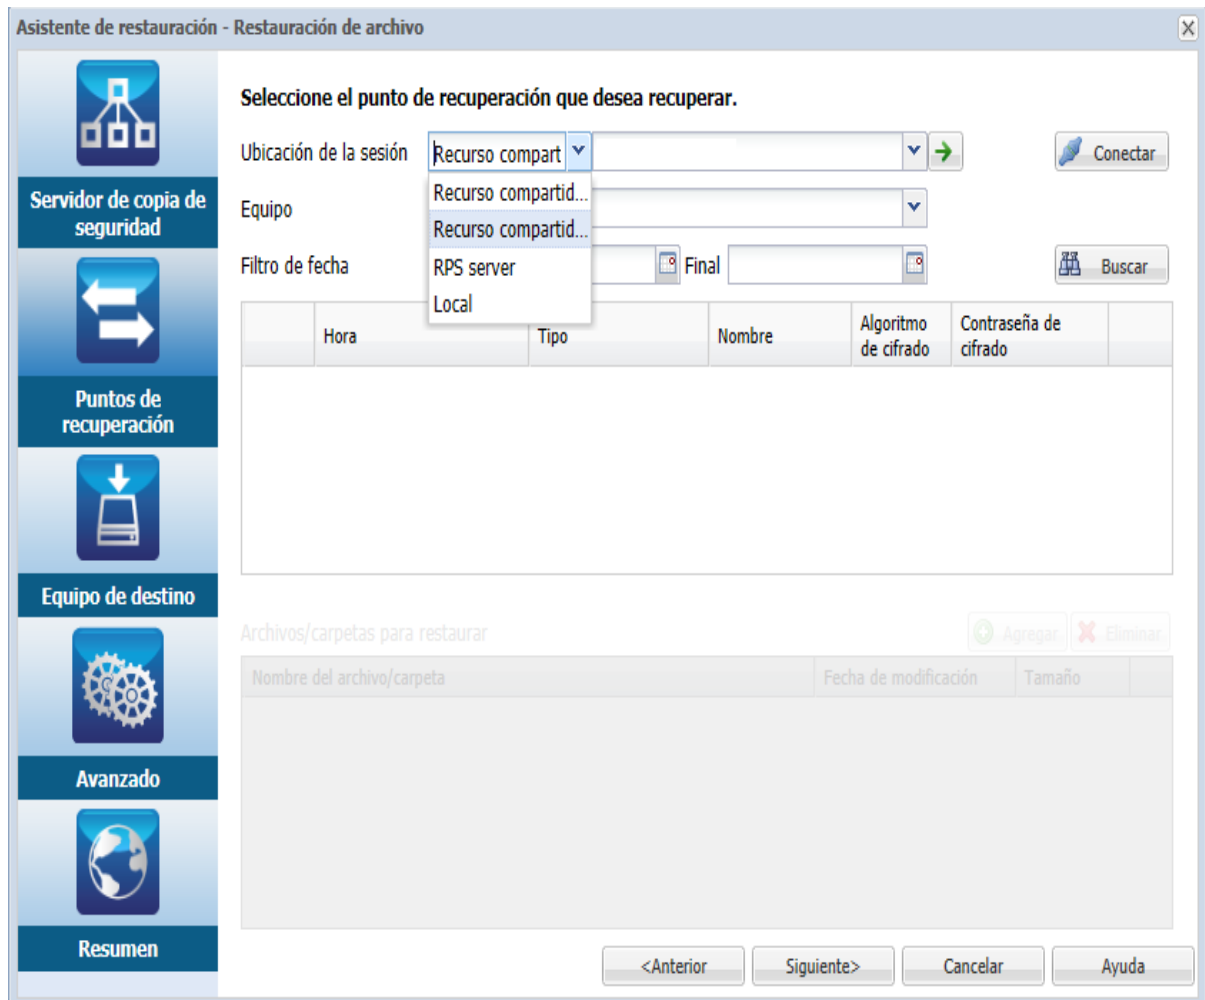 Asistente de restauración - Restauración de archivo
Servidor de copia de
seguridad
Puntos de
recuperación
Equipo de destino
Avanzado
Resumen
Seleccione el punto de recuperación que desea recuperar.
Ubicación de la sesión
Recurso compart
Conectar
Recurso compartid...
Recurso compartid...
RPS server
Local
Equipo
Filtro de fecha
Final
Buscar
Hora
Tipo
Nombre
Algoritmo
de cifrado
Contraseña de
cifrado
Archivos/carpetas para restaurar
Agregar
Eliminar
Nombre del archivo/carpeta
Fecha de modificación
Tamaño
<Anterior
Siguiente>
Cancelar
Ayuda